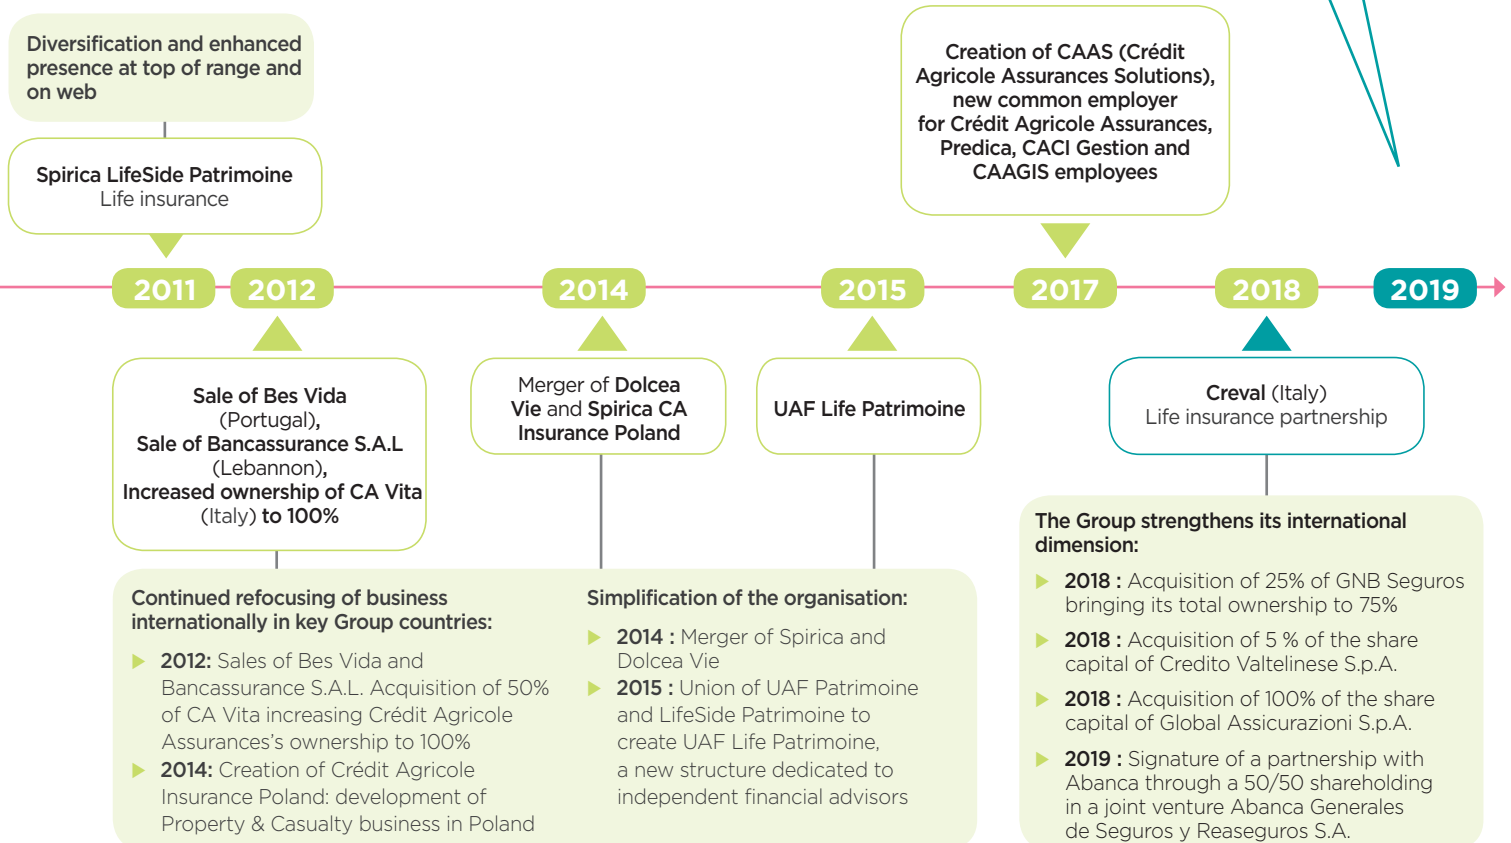 Diversification and enhanced
presence at top of range and
on web
Spirica LifeSide Patrimoine
Life insurance
Creation of CAAS (Crédit
Agricole Assurances Solutions),
new common employer
for Crédit Agricole Assurances,
Predica, CACI Gestion and
CAAGIS employees
2011
2012
2014
2015
2017
2018
2019
Sale of Bes Vida
(Portugal),
Sale of Bancassurance S.A.L
(Lebannon),
Increased ownership of CA Vita
(Italy) to 100%
Merger of Dolcea
Vie and Spirica CA
Insurance Poland
UAF Life Patrimoine
Creval (Italy)
Life insurance partnership
Continued refocusing of business
internationally in key Group countries:
2012: Sales of Bes Vida and
Bancassurance S.A.L. Acquisition of 50%
of CA Vita increasing Crédit Agricole
Assurances's ownership to 100%
2014: Creation of Crédit Agricole
Insurance Poland: development of
Property & Casualty business in Poland
Simplification of the organisation:
2014 : Merger of Spirica and
Dolcea Vie
2015 : Union of UAF Patrimoine
and LifeSide Patrimoine to
create UAF Life Patrimoine,
a new structure dedicated to
independent financial advisors
The Group strengthens its international
dimension:
2018 : Acquisition of 25% of GNB Seguros
bringing its total ownership to 75%
2018 : Acquisition of 5 % of the share
capital of Credito Valtelinese S.p.A.
2018 : Acquisition of 100% of the share
capital of Global Assicurazioni S.p.A.
2019 : Signature of a partnership with
Abanca through a 50/50 shareholding
in a joint venture Abanca Generales
de Seguros y Reaseguros S.A.